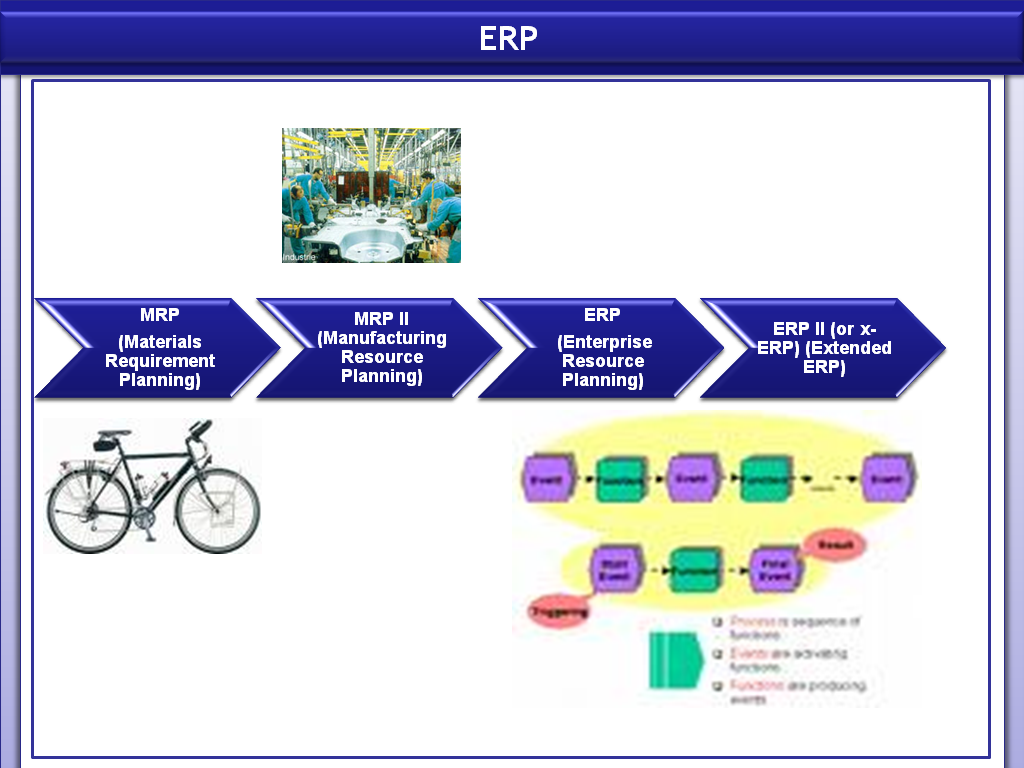 ERP
Industrie
MRP
(Materials
Requirement
Planning)
MRP II
(Manufacturing
Resource
Planning)
ERP
(Enterprise
Resource
Planning)
ERP II (or x-
ERP) (Extended
ERP)
Event
Function
Event
Function
Event
Result
Start
Event
Function
Final
Event
Triggering
Process is sequence of
functions
Events are activating
functions
Functions are producing
events